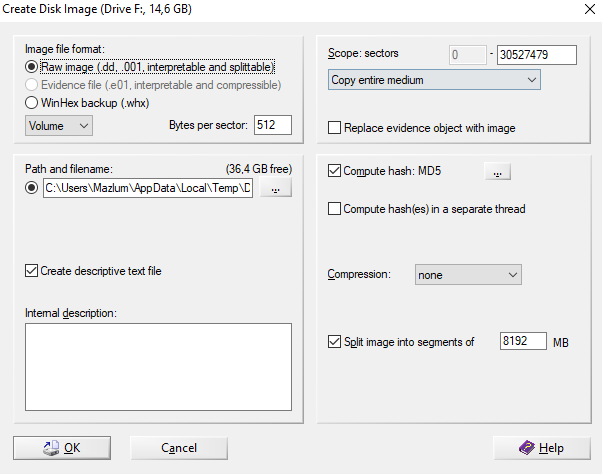 Create Disk Image (Drive F:, 14,6 GB)
Image file format:
Raw image (.dd, .001, interpretable and splittable)
Evidence file (.e01, interpretable and compressible)
WinHex backup (.whx)
Volume
Bytes per sector: 512
Scope: sectors 0 - 30527479
Copy entire medium
Replace evidence object with image
Path and filename: (36,4 GB free)
C:\Users\Mazlum\AppData\Local\Temp\D
...
Create descriptive text file
Internal description:
Compute hash: MD5 ...
Compute hash(es) in a separate thread
Compression: none
Split image into segments of 8192 MB
OK
Cancel
Help